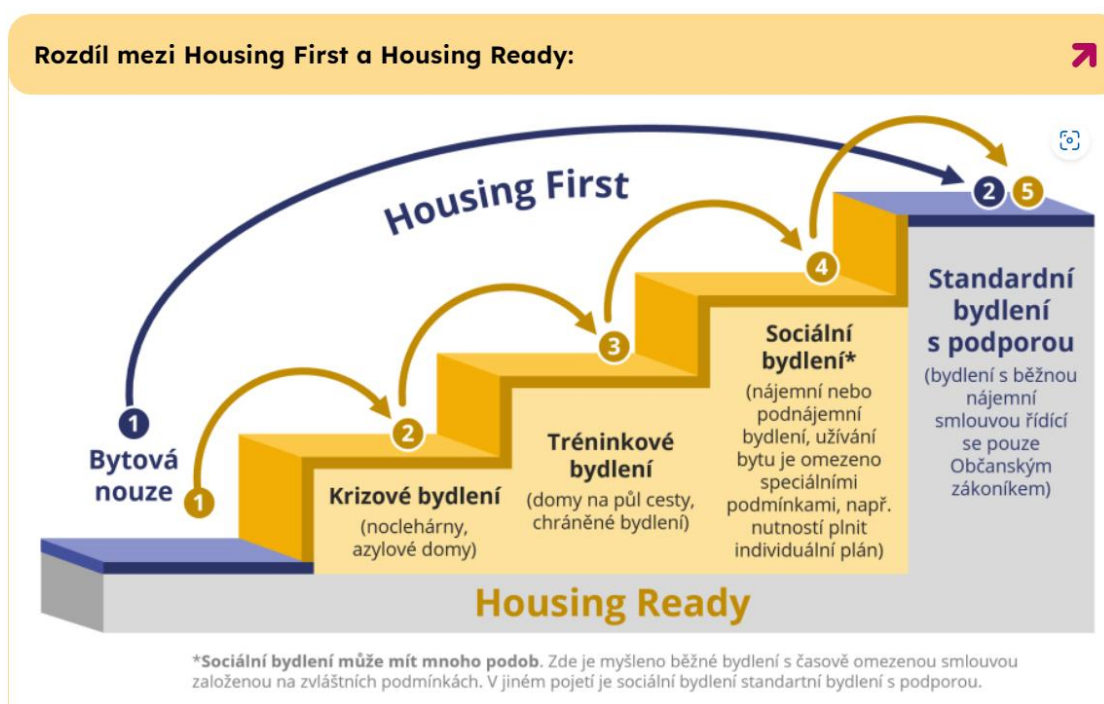 Rozdíl mezi Housing First a Housing Ready:
Housing First
2
5
4
3
2
1
1
Bytová
nouze
Krizové bydlení
(noclehárny,
azylové domy)
Tréninkové
bydlení
(domy na půl cesty,
chráněné bydlení)
Sociální
bydlení*
(nájemní nebo
podnájemní
bydlení, užívání
bytu je omezeno
speciálními
podmínkami, např.
nutností plnit
individuální plán)
Standardní
bydlení
s podporou
(bydlení s běžnou
nájemní
smlouvou řídící
se pouze
Občanským
zákoníkem)
Housing Ready
*Sociální bydlení může mít mnoho podob. Zde je myšleno běžné bydlení s časově omezenou smlouvou
založenou na zvláštních podmínkách. V jiném pojetí je sociální bydlení standartní bydlení s podporou.